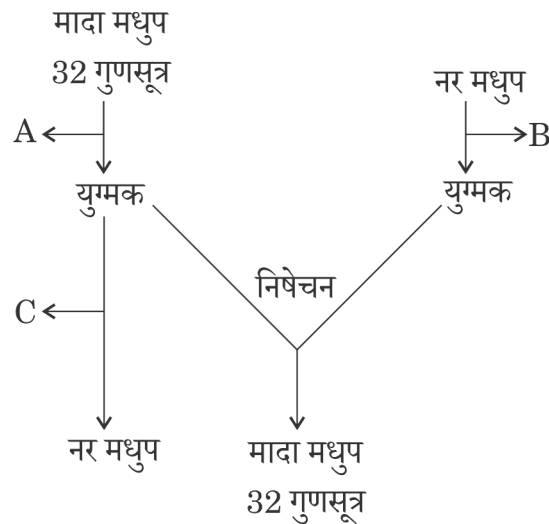 मादा मधुप
32 गुणसूत्र
नर मधुप
A
B
युग्मक
युग्मक
निषेचन
C
नर मधुप
मादा मधुप
32 गुणसूत्र